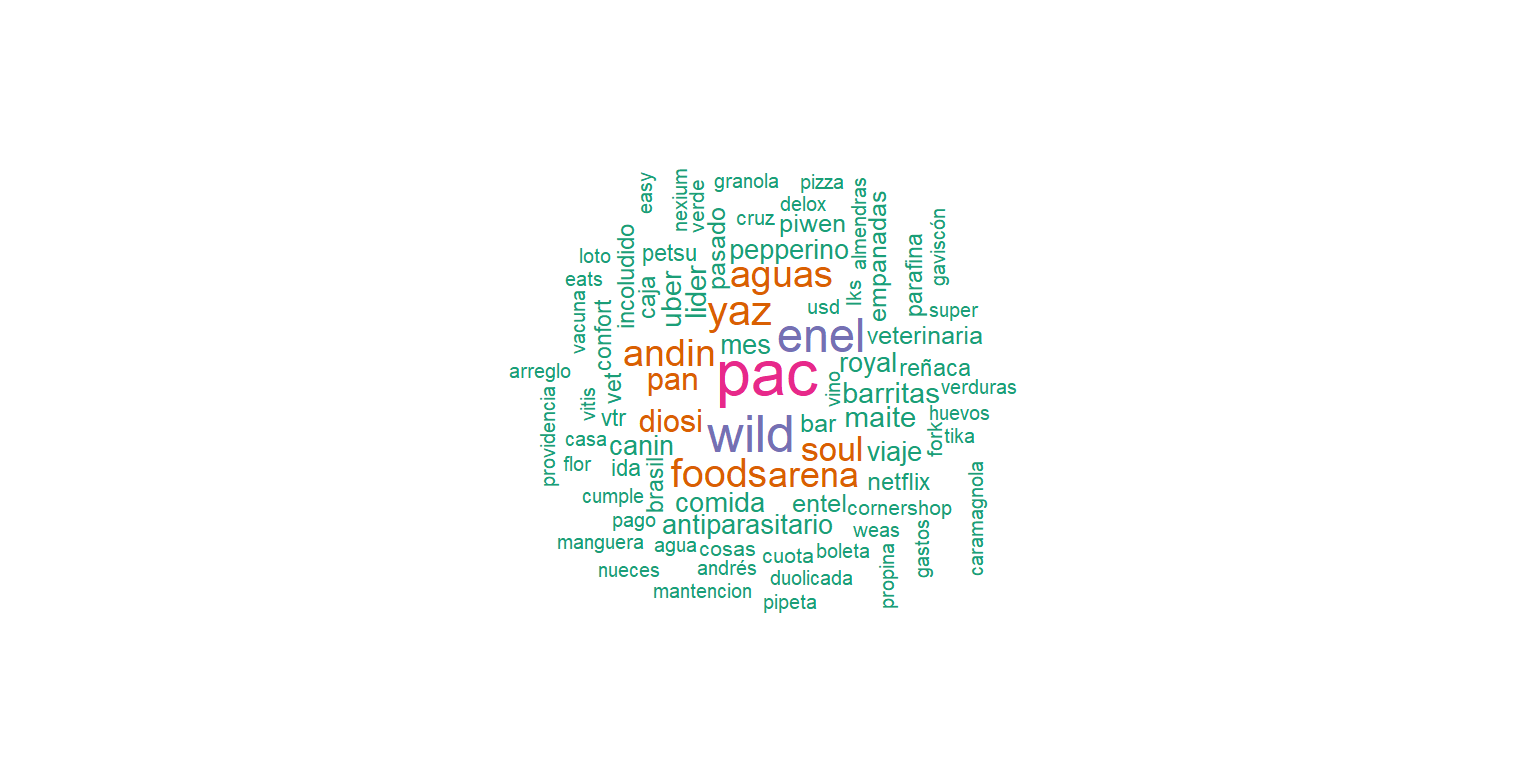 easy
nexium
verde
granola
pizza
delox
almendras
cruz
piwen
empanadas
pasado
gaviscón
loto
incoludido
petsu
pepperino
parafina
eats
caja
uber
lider
aguas
lks
usd
super
vacuna
confort
yaz
enel
veterinaria
andin
mes
royal
reñaca
arreglo
pan
pac
vino
barritas
verduras
vet
vitis
providencia
vtr
diosi
wild
bar
maite
huevos
fork
tika
casa
canin
soul
viaje
flor
ida
brasil
foods
arena
netflix
caramagnola
cumple
comida
entel
cornershop
pago
antiparasitario
weas
gastos
manguera
agua
cosas
cuota
boleta
propina
nueces
andrés
duolicada
mantencion
pipeta